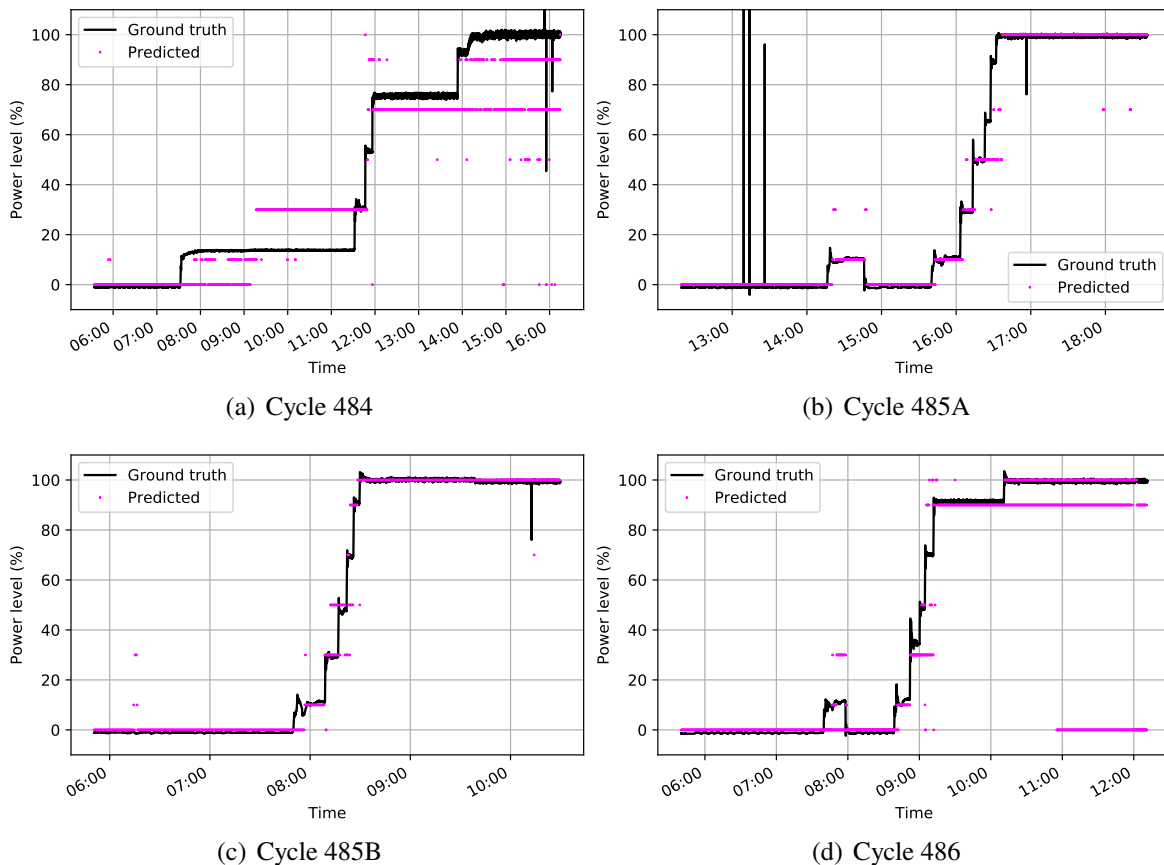 Ground truth
Predicted
100
80
60
40
20
0
Power level (%)
06:00 07:00 08:00 09:00 10:00 11:00 12:00 13:00 14:00 15:00 16:00
Time
(a) Cycle 484
100
80
60
40
20
0
Power level (%)
Ground truth
Predicted
13:00 14:00 15:00 16:00 17:00 18:00
Time
(b) Cycle 485A
Ground truth
Predicted
100
80
60
40
20
0
Power level (%)
06:00 07:00 08:00 09:00 10:00
Time
(c) Cycle 485B
Ground truth
Predicted
100
80
60
40
20
0
Power level (%)
06:00 07:00 08:00 09:00 10:00 11:00 12:00
Time
(d) Cycle 486